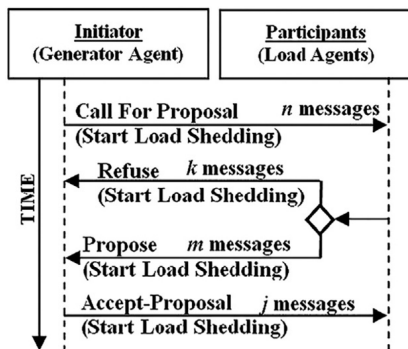 Initiator
(Generator Agent)
Participants
(Load Agents)
TIME
Call For Proposal n messages
(Start Load Shedding)
Refuse k messages
(Start Load Shedding)
Propose m messages
(Start Load Shedding)
Accept-Proposal j messages
(Start Load Shedding)